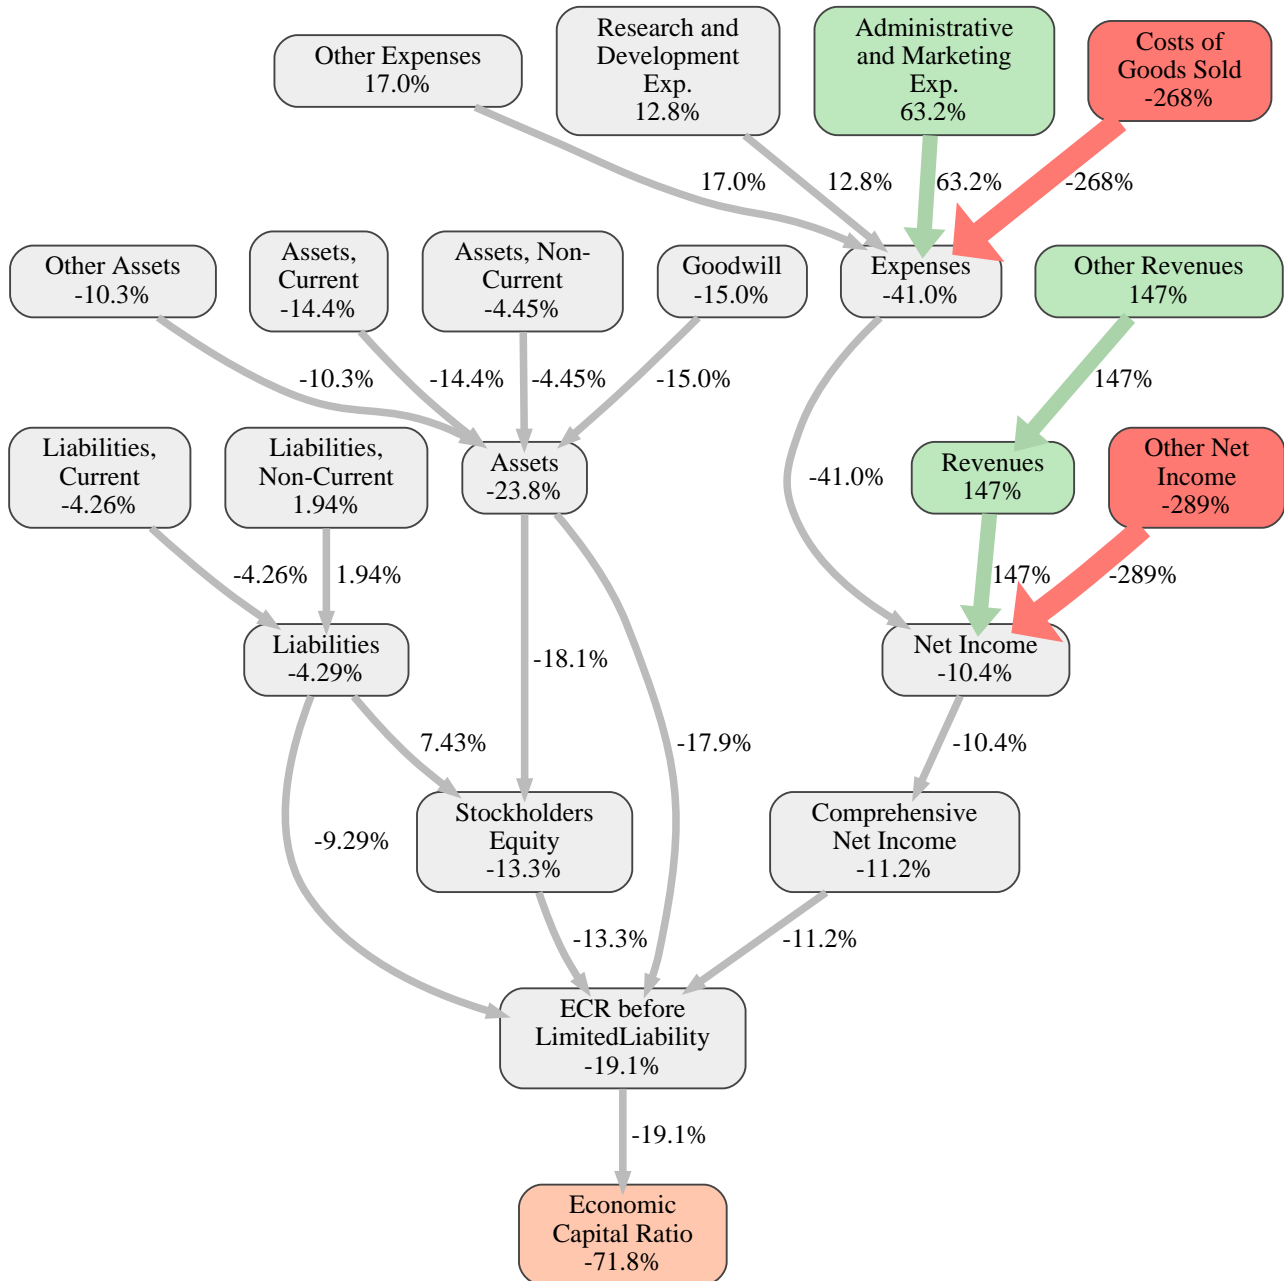 Other Expenses
17.0%
Research and
Development
Exp.
12.8%
Administrative
and Marketing
Exp.
63.2%
Costs of
Goods Sold
-268%
17.0%
12.8%
63.2%
-268%
Other Assets
-10.3%
Assets,
Current
-14.4%
Assets, Non-
Current
-4.45%
Goodwill
-15.0%
Expenses
-41.0%
Other Revenues
147%
-10.3%
-14.4%
-4.45%
-15.0%
147%
Liabilities,
Current
-4.26%
Liabilities,
Non-Current
1.94%
Assets
-23.8%
-41.0%
Revenues
147%
Other Net
Income
-289%
-4.26%
1.94%
147%
-289%
Liabilities
-4.29%
-18.1%
Net Income
-10.4%
7.43%
-17.9%
-10.4%
-9.29%
Stockholders
Equity
-13.3%
Comprehensive
Net Income
-11.2%
-13.3%
-11.2%
ECR before
LimitedLiability
-19.1%
-19.1%
Economic
Capital Ratio
-71.8%